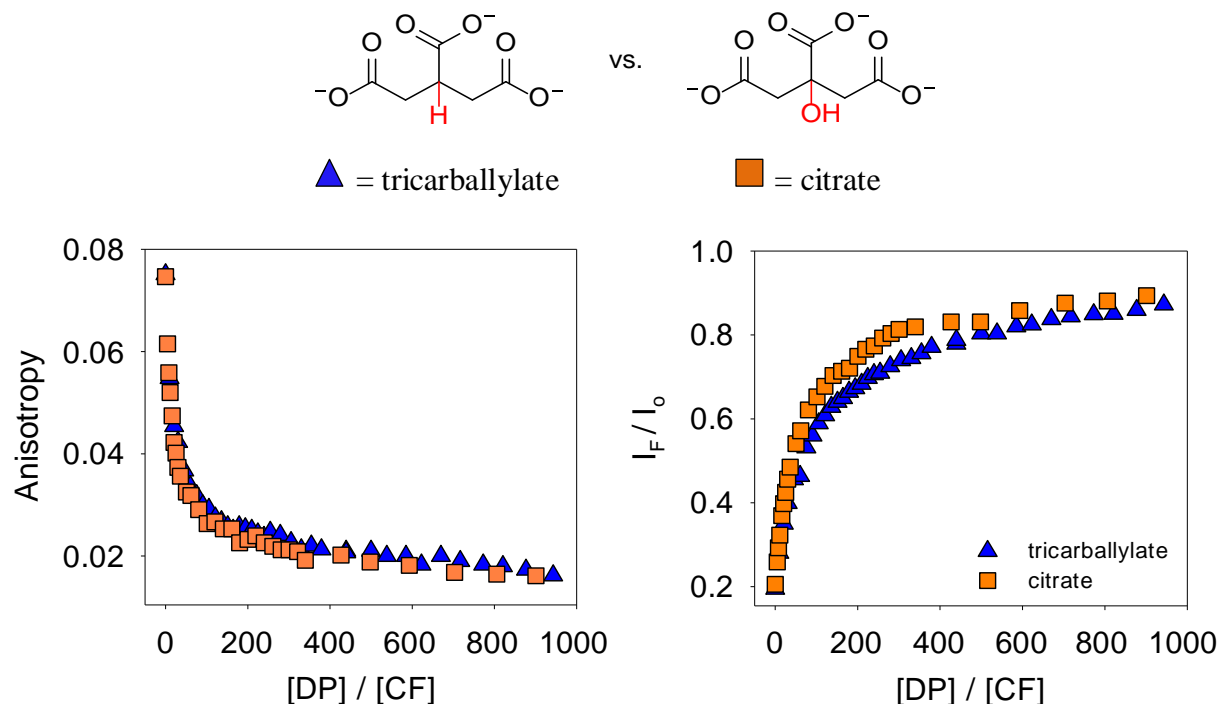 O O O⁻ O
⁻O O⁻
H
vs.
O O O⁻ O
⁻O O⁻
OH
= tricarballylate
= citrate
0.08
0.06
0.04
0.02
Anisotropy
0 200 400 600 800 1000
[DP] / [CF]
1.0
0.8
0.6
0.4
0.2
I_F / I_o
tricarballylate
citrate
0 200 400 600 800 1000
[DP] / [CF]